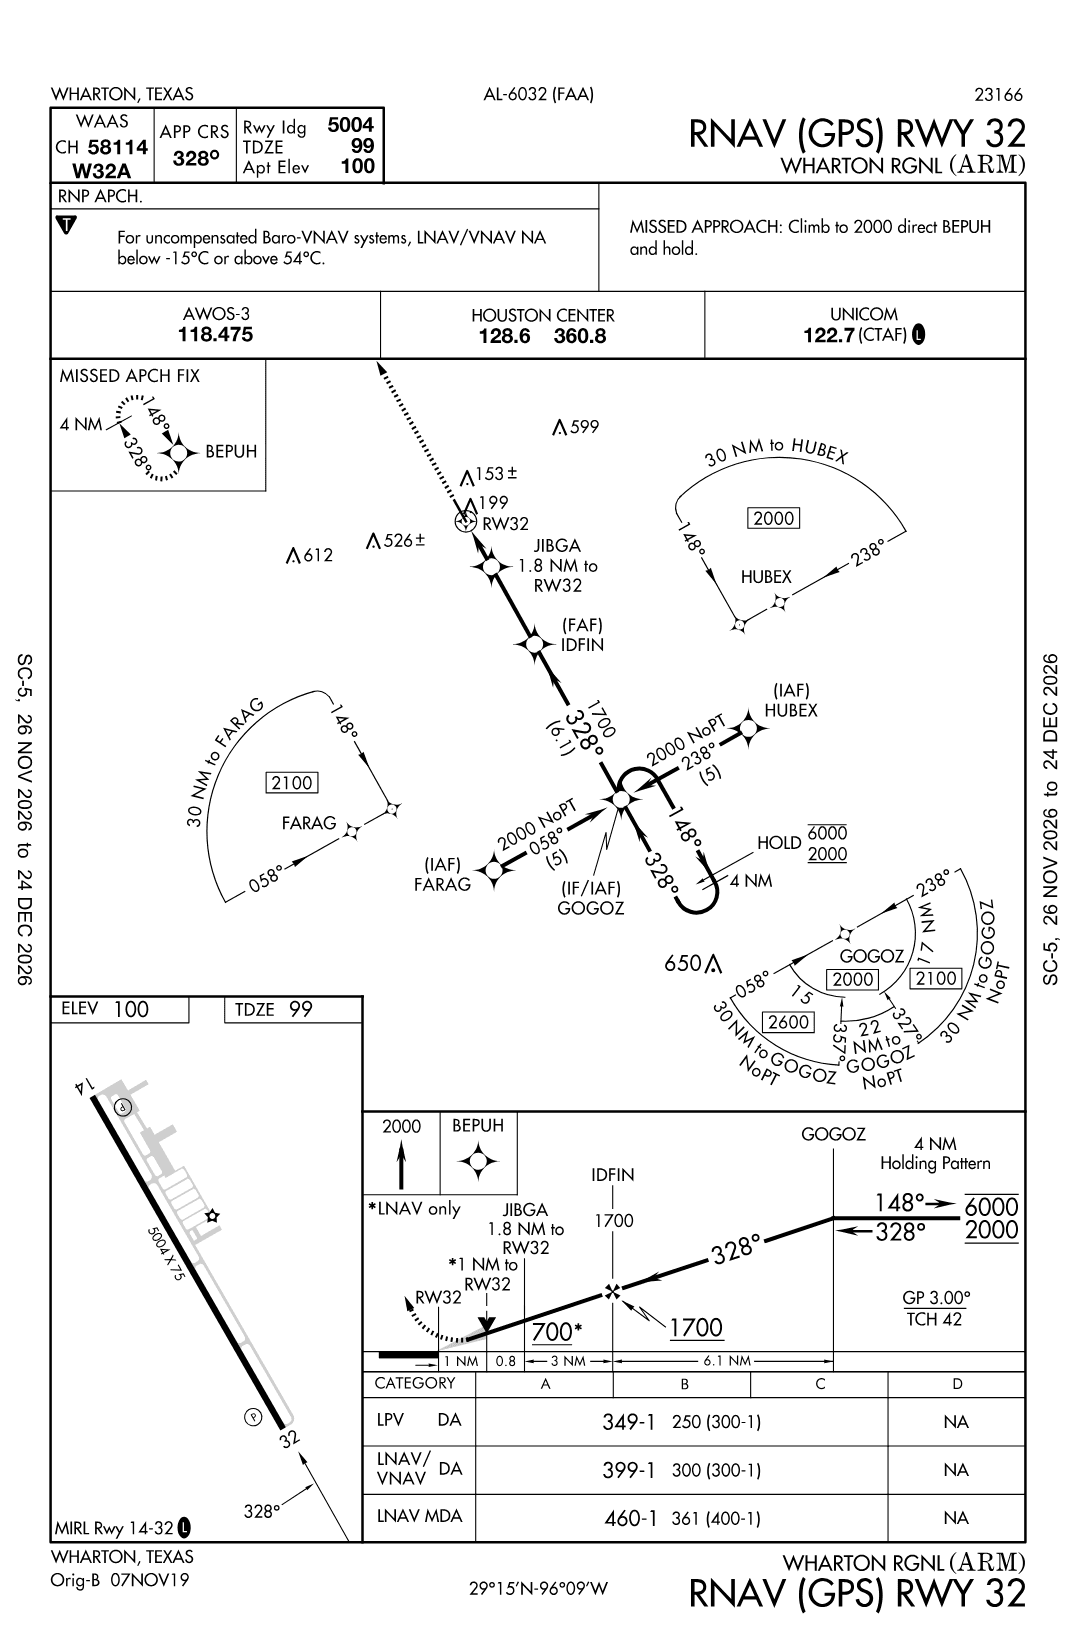 WHARTON, TEXAS
AL-6032 (FAA)
23166
WAAS
CH 58114
W32A
APP CRS
328°
Rwy Idg 5004
TDZE 99
Apt Elev 100
RNAV (GPS) RWY 32
WHARTON RGNL (ARM)
RNP APCH.
T
For uncompensated Baro-VNAV systems, LNAV/VNAV NA
below -15°C or above 54°C.
MISSED APPROACH: Climb to 2000 direct BEPUH
and hold.
AWOS-3
118.475
HOUSTON CENTER
128.6 360.8
UNICOM
122.7 (CTAF) L
MISSED APCH FIX
4 NM
148°
328°
BEPUH
599
153 ±
199
RW32
526 ±
612
JIBGA
1.8 NM to
RW32
(FAF)
IDFIN
30 NM to HUBEX
2000
148°
238°
HUBEX
30 NM to FARAG
148°
2100
FARAG
058°
1700
328°
(6.1)
(IAF)
HUBEX
2000 NoPT
238°
(5)
2000 NoPT
058°
(5)
(IAF)
FARAG
(IF/IAF)
GOGOZ
148°
328°
HOLD 6000
2000
4 NM
650
238°
17 NM
GOGOZ
058°
15
2000
2100
2600
357°
22
NM to
GOGOZ
NoPT
327°
30 NM to GOGOZ
NoPT
30 NM to GOGOZ
NoPT
SC-5, 26 NOV 2026 to 24 DEC 2026
SC-5, 26 NOV 2026 to 24 DEC 2026
ELEV 100
TDZE 99
14
P
5004 X 75
P
32
328°
MIRL Rwy 14-32 L
2000
BEPUH
*LNAV only
JIBGA
1.8 NM to
RW32
*1 NM to
RW32
RW32
IDFIN
1700
GOGOZ
4 NM
Holding Pattern
148°
328°
6000
2000
328°
GP 3.00°
TCH 42
700*
1700
1 NM
0.8
3 NM
6.1 NM
CATEGORY A B C D
LPV DA 349-1 250 (300-1) NA
LNAV/
VNAV DA 399-1 300 (300-1) NA
LNAV MDA 460-1 361 (400-1) NA
WHARTON, TEXAS
Orig-B 07NOV19
29°15'N-96°09'W
WHARTON RGNL (ARM)
RNAV (GPS) RWY 32